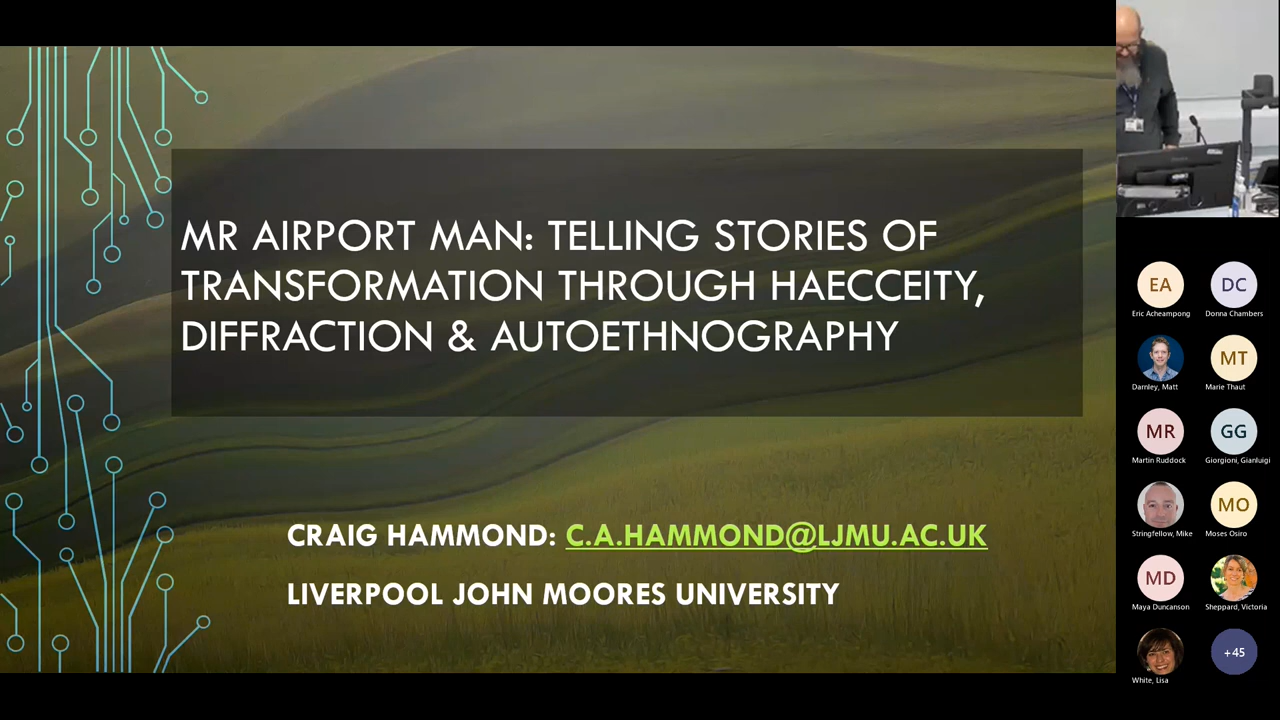 MR AIRPORT MAN: TELLING STORIES OF
TRANSFORMATION THROUGH HAECCEITY,
DIFFRACTION & AUTOETHNOGRAPHY
CRAIG HAMMOND: C.A.HAMMOND@LJMU.AC.UK
LIVERPOOL JOHN MOORES UNIVERSITY
EA
DC
Eric Acheampong
Donna Chambers
MT
Darnley, Matt
Marie Thaut
MR
GG
Martin Ruddock
Giorgioni, Gianluigi
MO
Stringfellow, Mike
Moses Osiro
MD
Maya Duncanson
Sheppard, Victoria
+45
White, Lisa